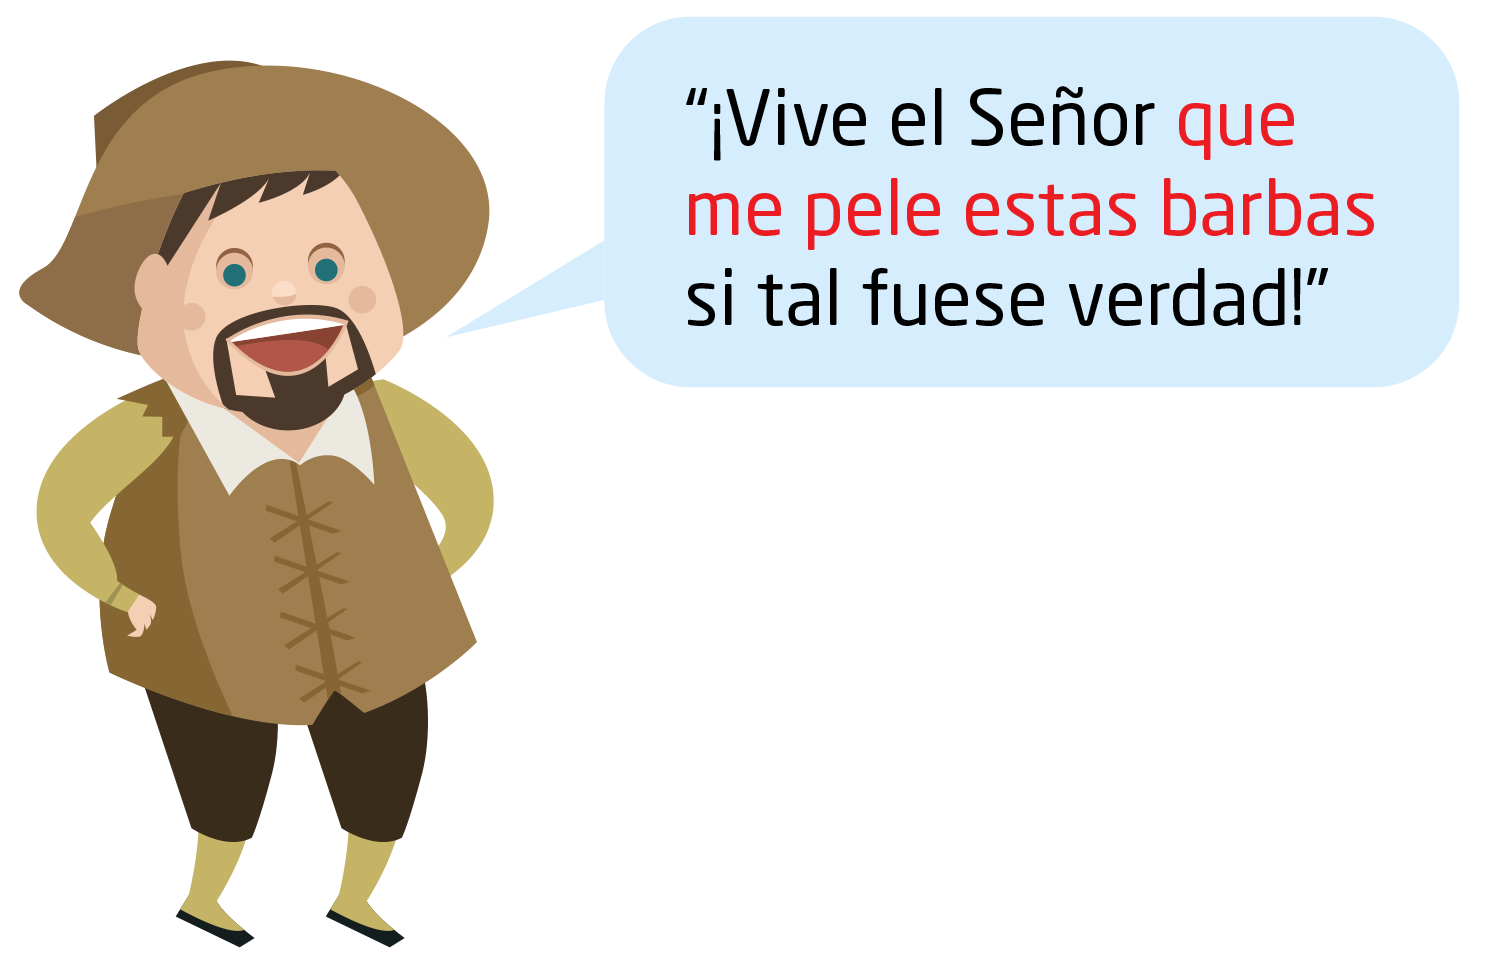 “¡Vive el Señor que
me pele estas barbas
si tal fuese verdad!”